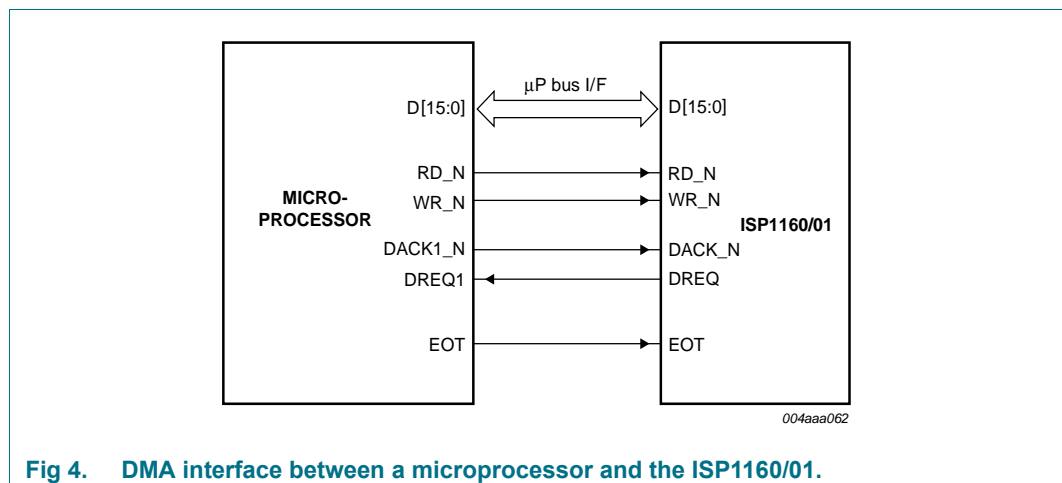 µP bus I/F
D[15:0]
D[15:0]
RD_N
RD_N
MICRO-
PROCESSOR
WR_N
WR_N
ISP1160/01
DACK1_N
DACK_N
DREQ1
DREQ
EOT
EOT
004aaa062
Fig 4. DMA interface between a microprocessor and the ISP1160/01.